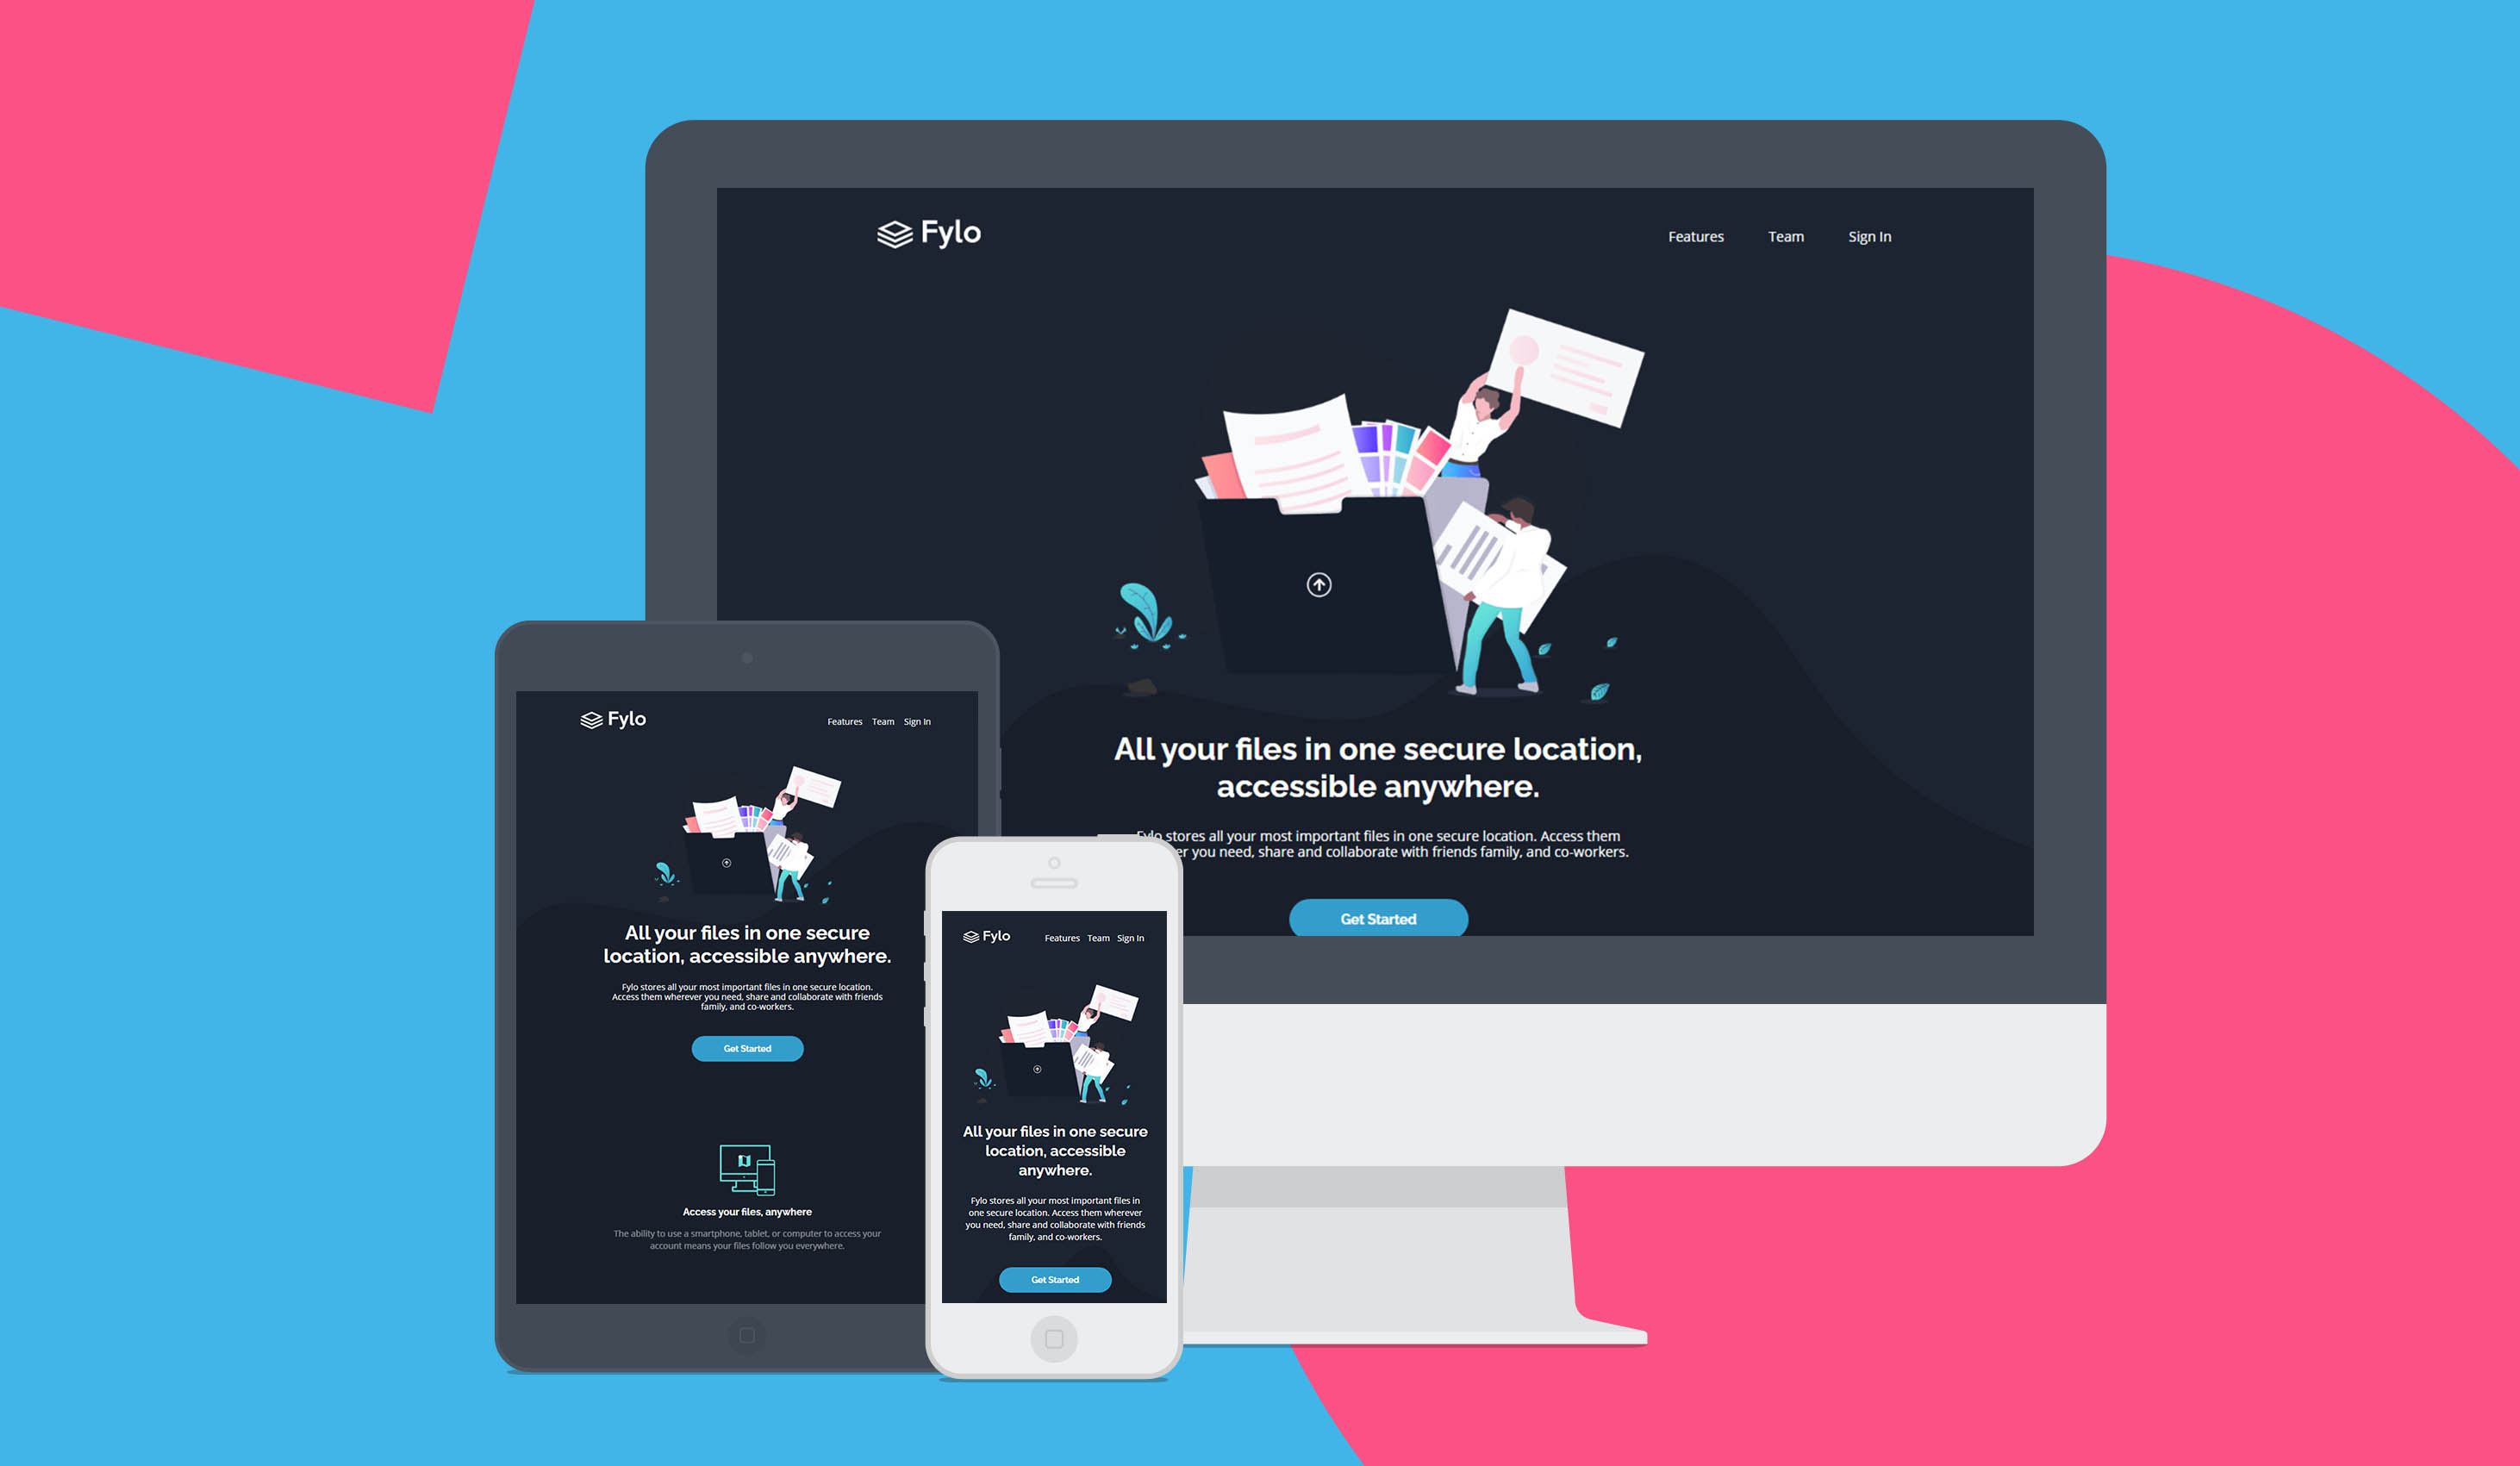 Fylo
Features Team Sign In
All your files in one secure location,
accessible anywhere.
stores all your most important files in one secure location. Access them
you need, share and collaborate with friends family, and co-workers.
Get Started
Fylo
Features Team Sign In
All your files in one secure
location, accessible anywhere.
Fylo stores all your most important files in one secure location.
Access them wherever you need, share and collaborate with friends
family, and co-workers.
Get Started
Access your files, anywhere
The ability to use a smartphone, tablet, or computer to access your
account means your files follow you everywhere.
Fylo
Features Team Sign In
All your files in one secure
location, accessible
anywhere.
Fylo stores all your most important files in
one secure location. Access them wherever
you need, share and collaborate with friends
family, and co-workers.
Get Started